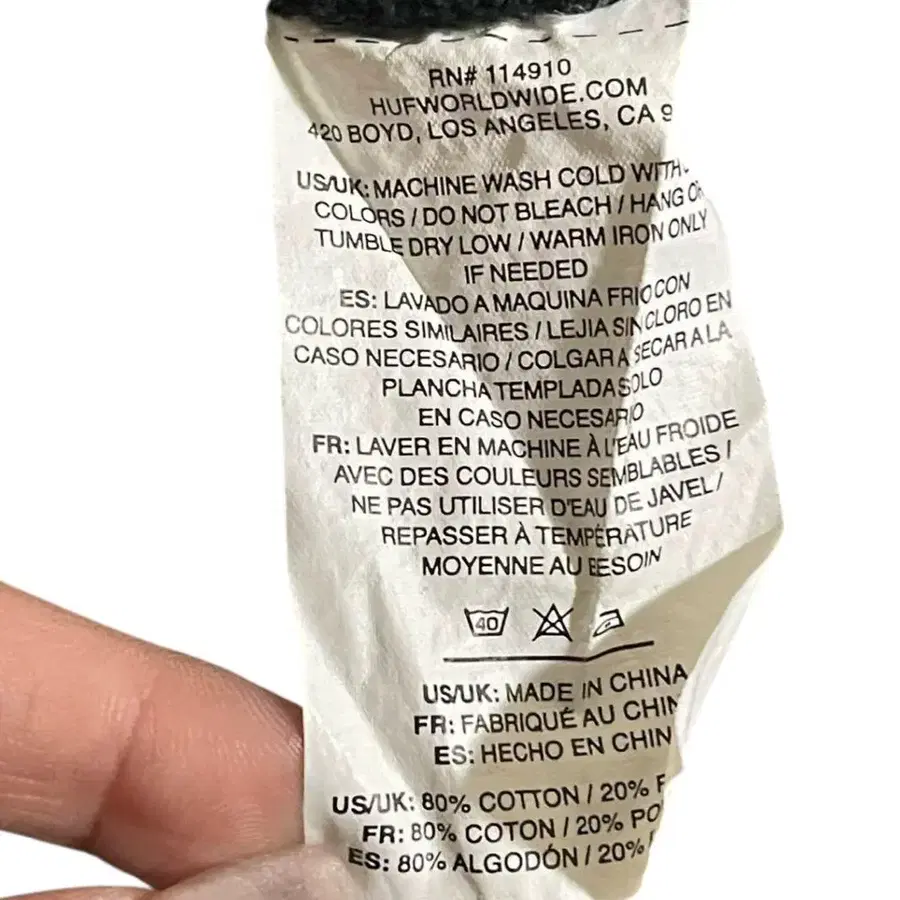 RN# 114910
HUFWORLDWIDE.COM
420 BOYD, LOS ANGELES, CA 9
US/UK: MACHINE WASH COLD WITH
COLORS / DO NOT BLEACH / HANG OR
TUMBLE DRY LOW / WARM IRON ONLY
IF NEEDED
ES: LAVADO A MAQUINA FRIO CON
COLORES SIMILAIRES / LEJIA SIN CLORO EN
CASO NECESARIO / COLGAR A SECAR A LA
PLANCHA TEMPLADA SOLO
EN CASO NECESARIO
FR: LAVER EN MACHINE À L'EAU FROIDE
AVEC DES COULEURS SEMBLABLES /
NE PAS UTILISER D'EAU DE JAVEL /
REPASSER À TEMPÉRATURE
MOYENNE AU BESOIN
40
US/UK: MADE IN CHINA
FR: FABRIQUÉ AU CHIN
ES: HECHO EN CHIN
US/UK: 80% COTTON / 20%
FR: 80% COTON / 20% PO
ES: 80% ALGODÓN / 20%